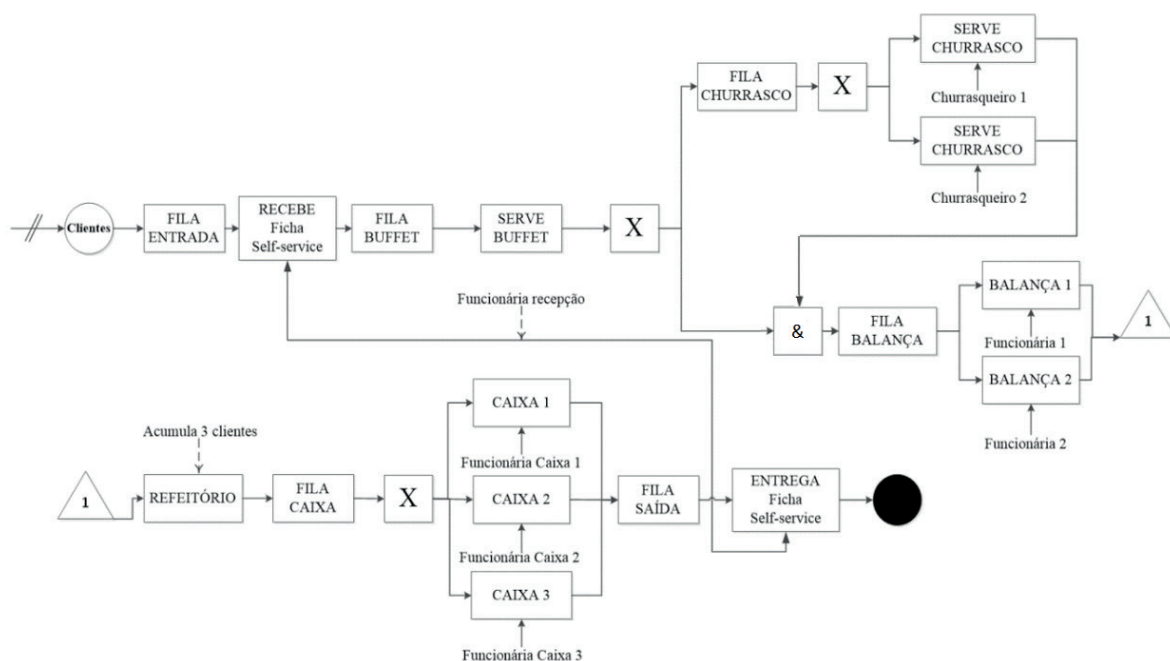 SERVE
CHURRASCO
FILA
CHURRASCO
X
Churrasqueiro 1
SERVE
CHURRASCO
Churrasqueiro 2
Clientes
FILA
ENTRADA
RECEBE
Ficha
Self-service
FILA
BUFFET
SERVE
BUFFET
X
Funcionária recepção
&
FILA
BALANÇA
BALANÇA 1
Funcionária 1
BALANÇA 2
Funcionária 2
1
Acumula 3 clientes
1
REFEITÓRIO
FILA
CAIXA
X
CAIXA 1
Funcionária Caixa 1
CAIXA 2
Funcionária Caixa 2
CAIXA 3
Funcionária Caixa 3
FILA
SAÍDA
ENTREGA
Ficha
Self-service